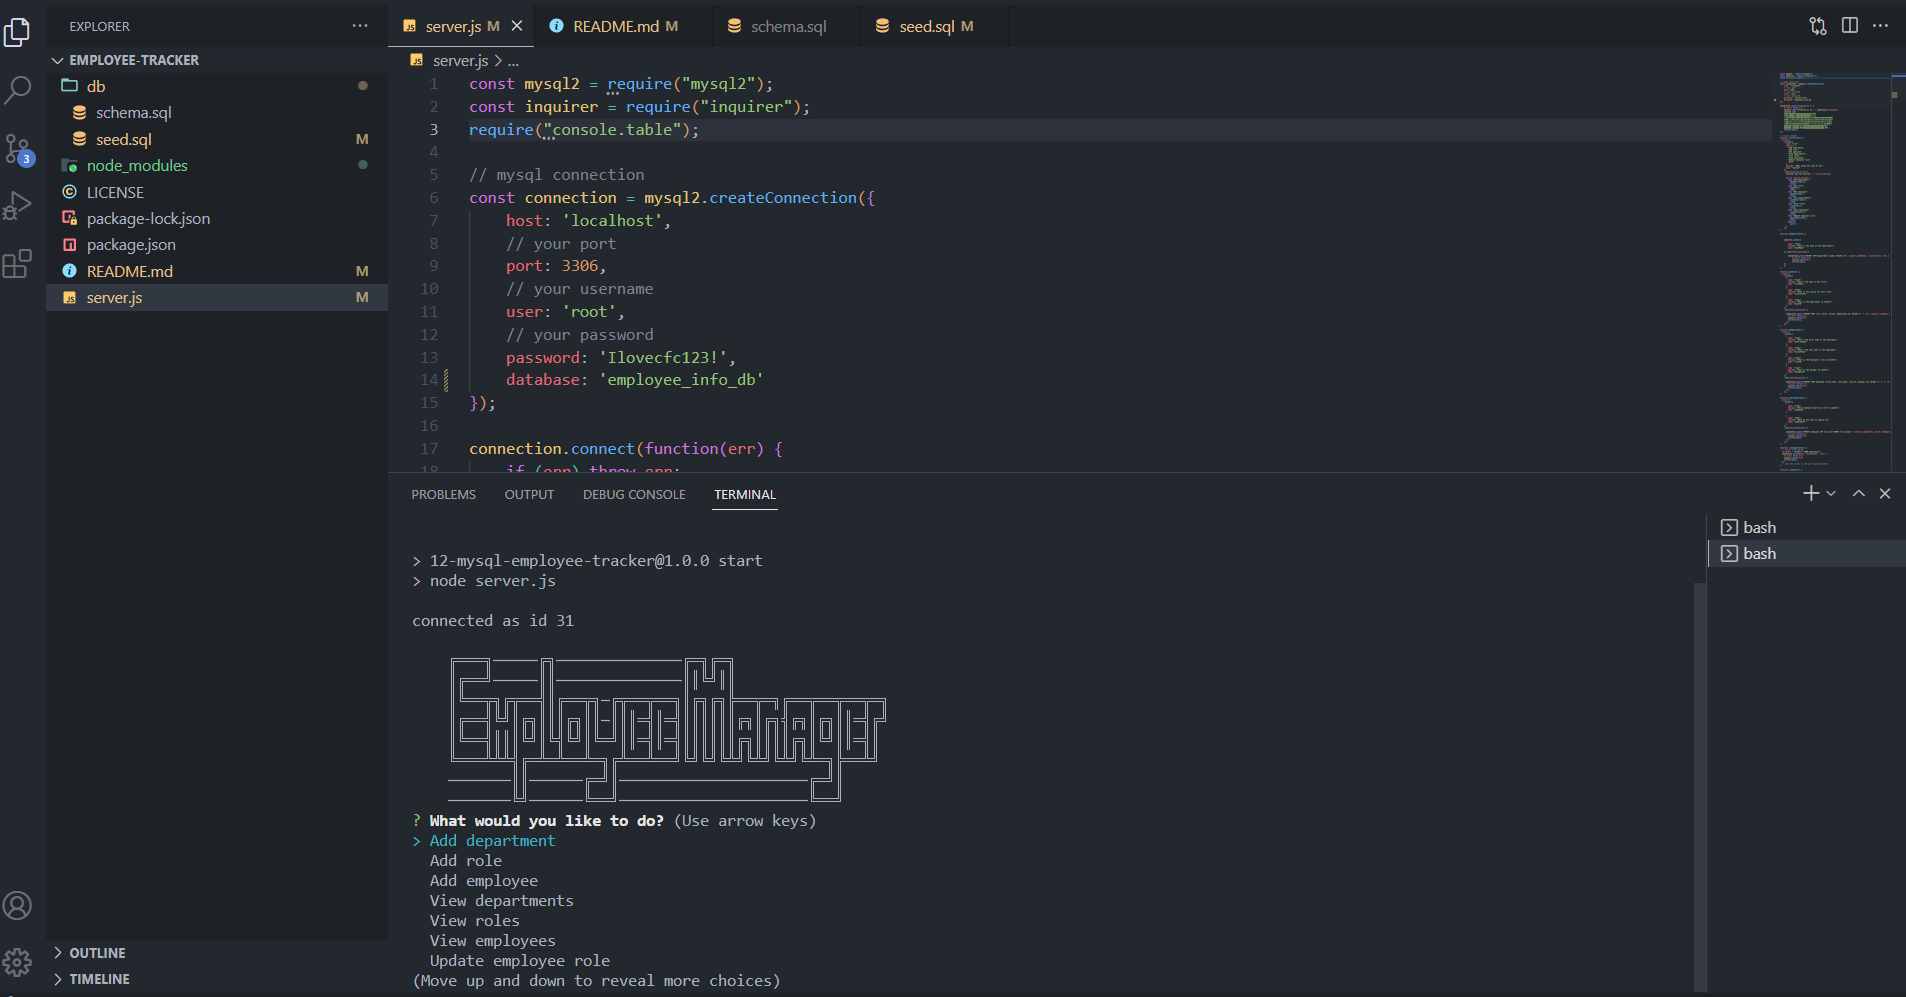 EXPLORER
EMPLOYEE-TRACKER
db
schema.sql
seed.sql M
node_modules
LICENSE
package-lock.json
package.json
README.md M
server.js M
3
OUTLINE
TIMELINE
server.js M README.md M schema.sql seed.sql M
server.js > ...
1 const mysql2 = require("mysql2");
2 const inquirer = require("inquirer");
3 require("console.table");
4
5 // mysql connection
6 const connection = mysql2.createConnection({
7 host: 'localhost',
8 // your port
9 port: 3306,
10 // your username
11 user: 'root',
12 // your password
13 password: 'Ilovecfc123!',
14 database: 'employee_info_db'
15 });
16
17 connection.connect(function(err) {
18 if (err) throw err;
PROBLEMS OUTPUT DEBUG CONSOLE TERMINAL
bash
bash
> 12-mysql-employee-tracker@1.0.0 start
> node server.js
connected as id 31
Employee Manager
? What would you like to do? (Use arrow keys)
> Add department
Add role
Add employee
View departments
View roles
View employees
Update employee role
(Move up and down to reveal more choices)